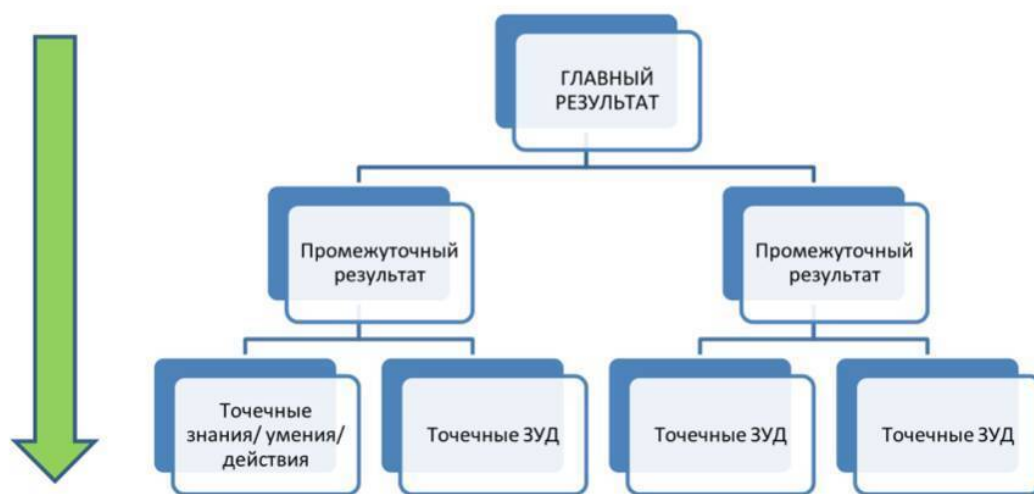 ГЛАВНЫЙ
РЕЗУЛЬТАТ
Промежуточный
результат
Промежуточный
результат
Точечные
знания/ умения/
действия
Точечные ЗУД
Точечные ЗУД
Точечные ЗУД